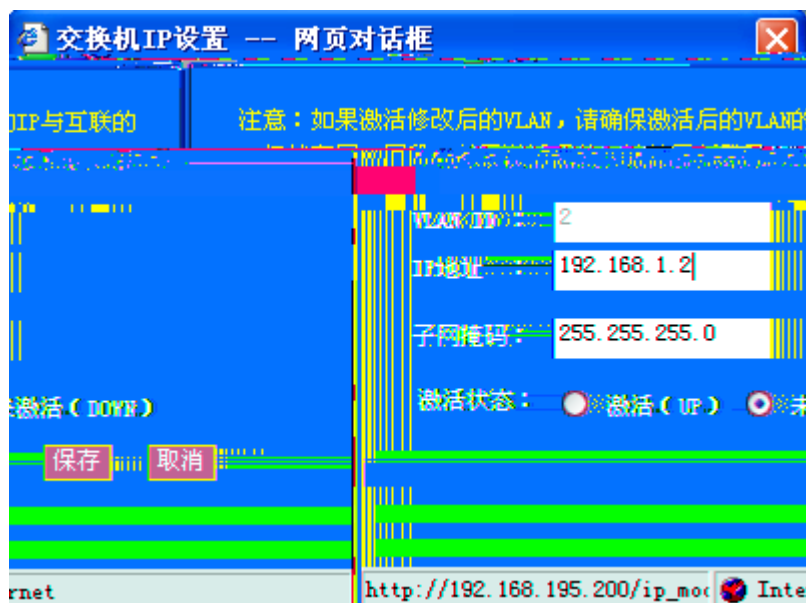 交换机IP设置 -- 网页对话框
IP与互联的
注意：如果激活修改后的VLAN，请确保激活后的VLAN的
2
IP地址 : 192.168.1.2
子网掩码： 255.255.255.0
激活（DOWN）
激活状态： 激活（UP） 未
保存 取消
rnet
http://192.168.195.200/ip_mod Inte